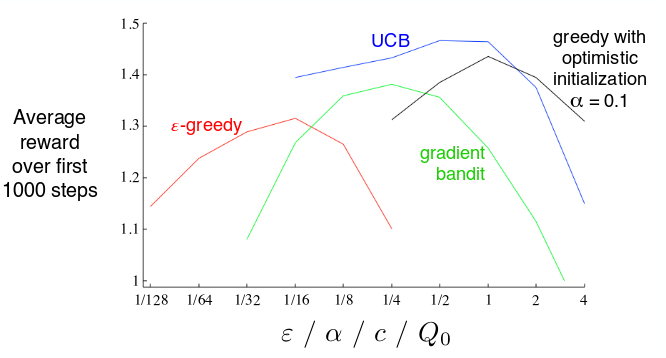 1.5
UCB
greedy with
optimistic
initialization
α = 0.1
1.4
Average
reward
over first
1000 steps
ε-greedy
1.3
gradient
bandit
1.2
1.1
1
1/128 1/64 1/32 1/16 1/8 1/4 1/2 1 2 4
ε / α / c / Q₀